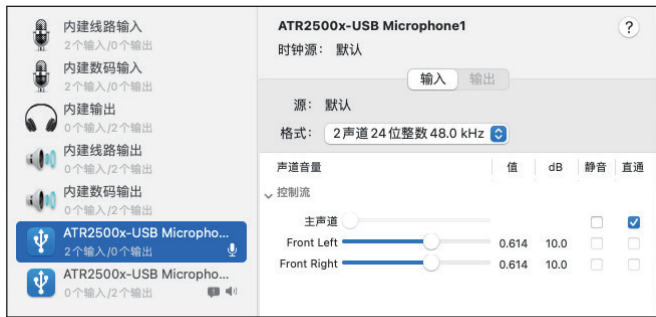 内建线路输入
2个输入/0个输出
内建数码输入
2个输入/0个输出
内建输出
0个输入/2个输出
内建线路输出
0个输入/2个输出
内建数码输出
0个输入/2个输出
ATR2500x-USB Micropho...
2个输入/0个输出
ATR2500x-USB Micropho...
0个输入/2个输出
ATR2500x-USB Microphone1
?
时钟源: 默认
输入 输出
源: 默认
格式: 2声道24位整数48.0 kHz
声道音量 值 dB 静音 直通
控制流
主声道
Front Left 0.614 10.0
Front Right 0.614 10.0